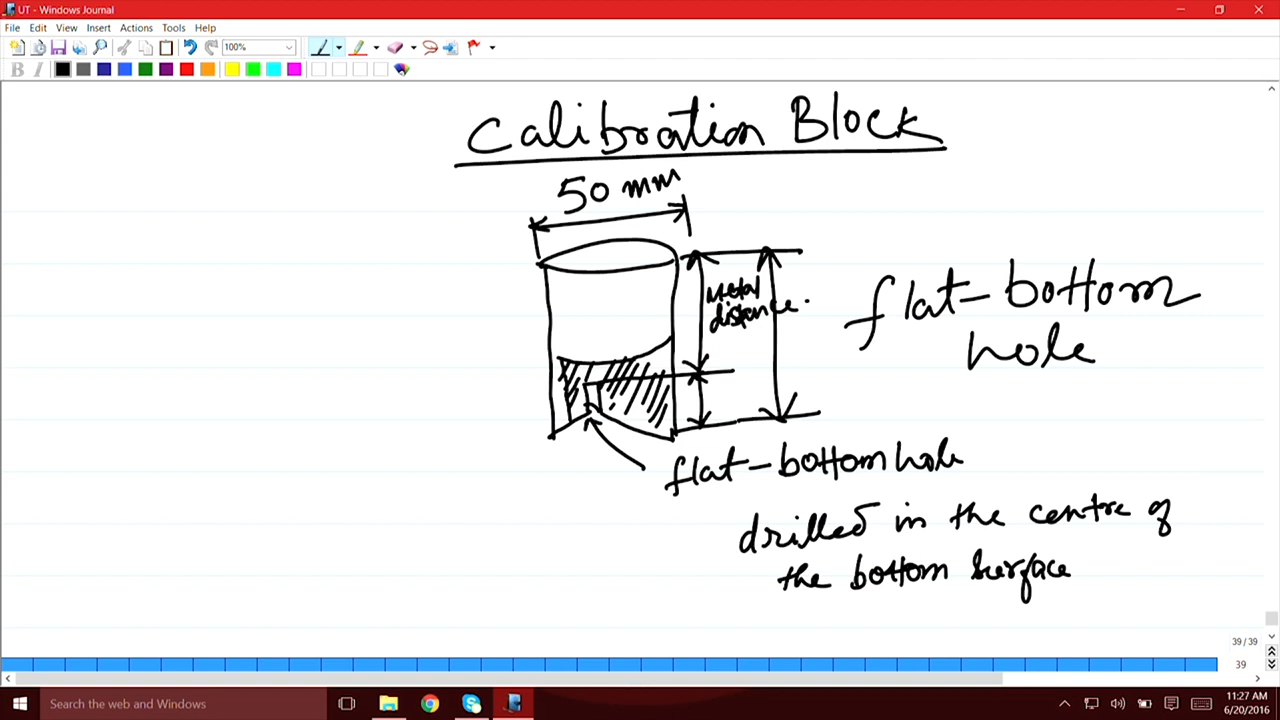 UT - Windows Journal
File Edit View Insert Actions Tools Help
100%
B I
Calibration Block
50 mm
Metal
distance.
flat-bottom
hole
flat-bottom hole
drilled in the centre of
the bottom surface
39 / 39
39
Search the web and Windows
11:27 AM
6/20/2016